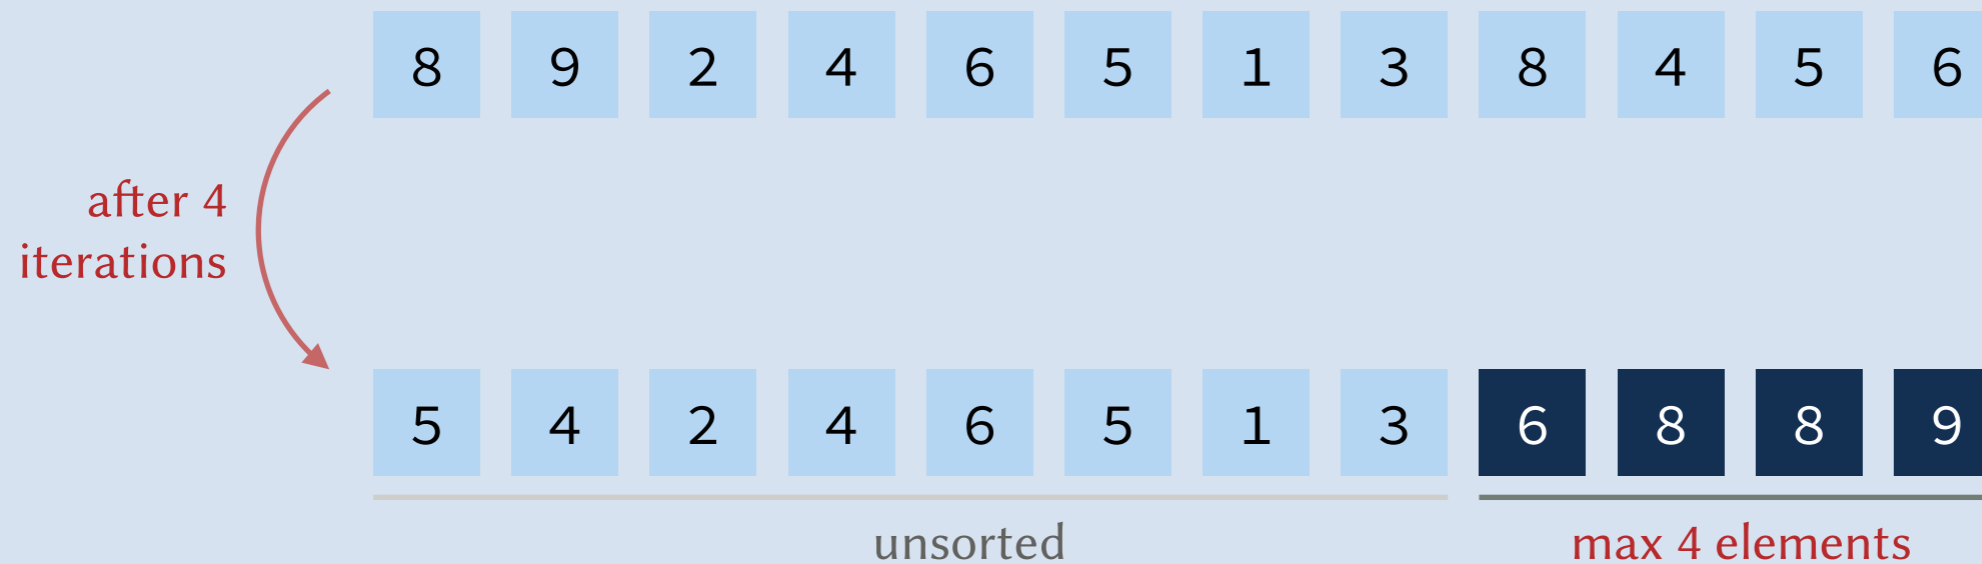 8 9 2 4 6 5 1 3 8 4 5 6
after 4
iterations
5 4 2 4 6 5 1 3 6 8 8 9
unsorted max 4 elements